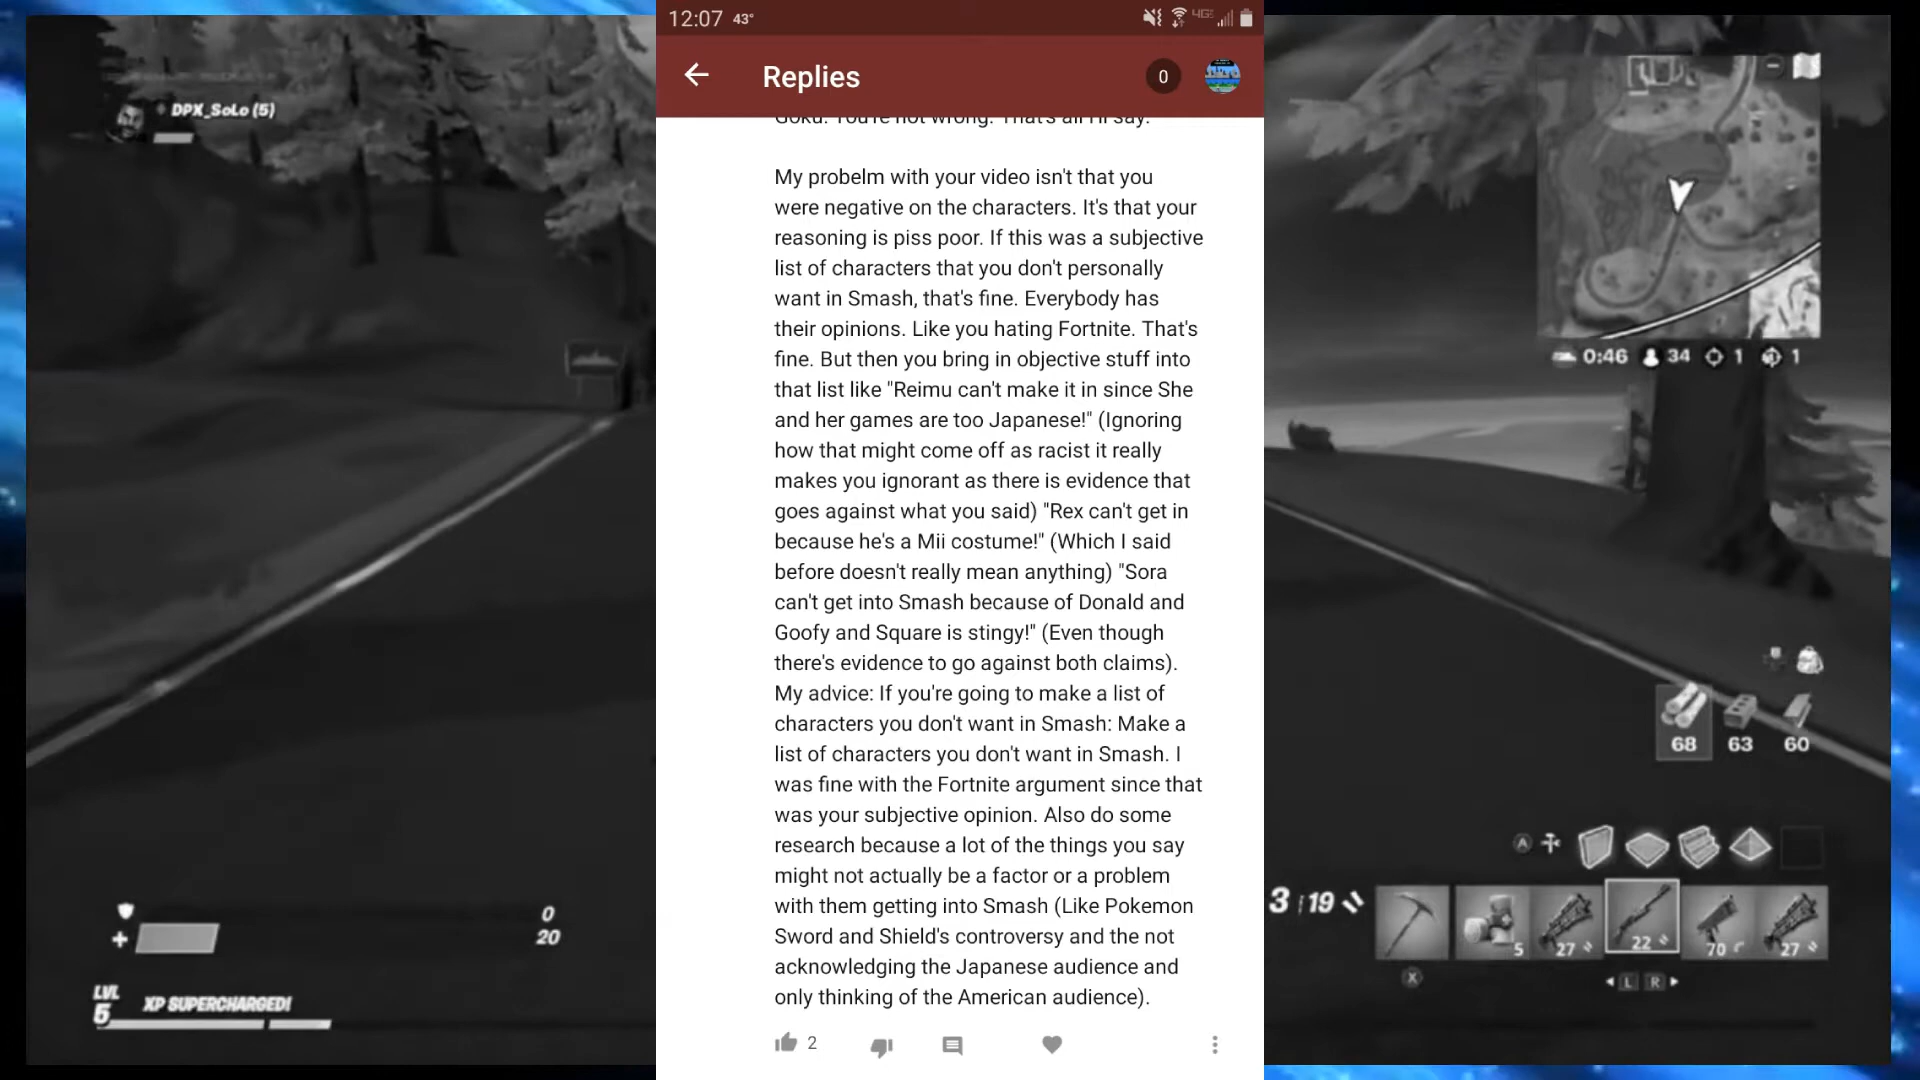 12:07 43°
4G
Replies
0
Goku: You're not wrong. That's all I'll say.
My probelm with your video isn't that you
were negative on the characters. It's that your
reasoning is piss poor. If this was a subjective
list of characters that you don't personally
want in Smash, that's fine. Everybody has
their opinions. Like you hating Fortnite. That's
fine. But then you bring in objective stuff into
that list like "Reimu can't make it in since She
and her games are too Japanese!" (Ignoring
how that might come off as racist it really
makes you ignorant as there is evidence that
goes against what you said) "Rex can't get in
because he's a Mii costume!" (Which I said
before doesn't really mean anything) "Sora
can't get into Smash because of Donald and
Goofy and Square is stingy!" (Even though
there's evidence to go against both claims).
My advice: If you're going to make a list of
characters you don't want in Smash: Make a
list of characters you don't want in Smash. I
was fine with the Fortnite argument since that
was your subjective opinion. Also do some
research because a lot of the things you say
might not actually be a factor or a problem
with them getting into Smash (Like Pokemon
Sword and Shield's controversy and the not
acknowledging the Japanese audience and
only thinking of the American audience).
2
DPX_SoLo (5)
0
20
LVL
5
XP SUPERCHARGED!
0:46 34 1 1
68 63 60
A
3 | 19
5 27 22 70 27
X
L R